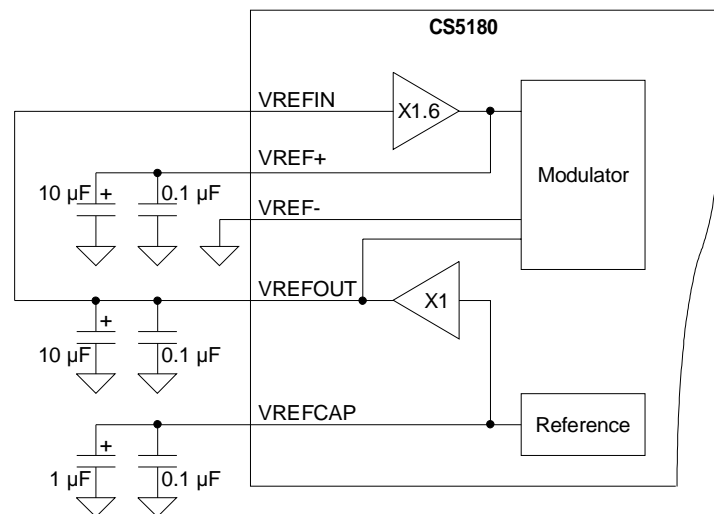 CS5180
VREFIN
X1.6
VREF+
10 µF
+
0.1 µF
Modulator
VREF-
VREFOUT
X1
+
10 µF
0.1 µF
VREFCAP
Reference
+
1 µF
0.1 µF